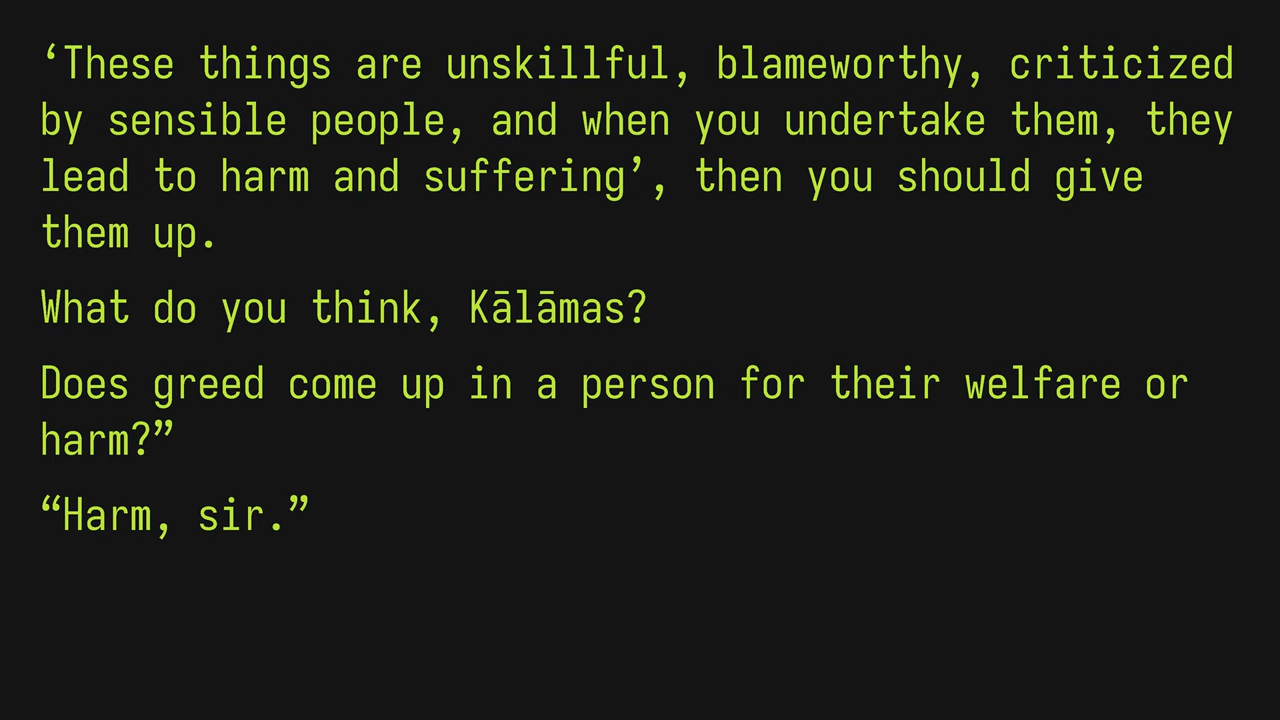 ‘These things are unskillful, blameworthy, criticized
by sensible people, and when you undertake them, they
lead to harm and suffering’, then you should give
them up.
What do you think, Kālāmas?
Does greed come up in a person for their welfare or
harm?”
“Harm, sir.”